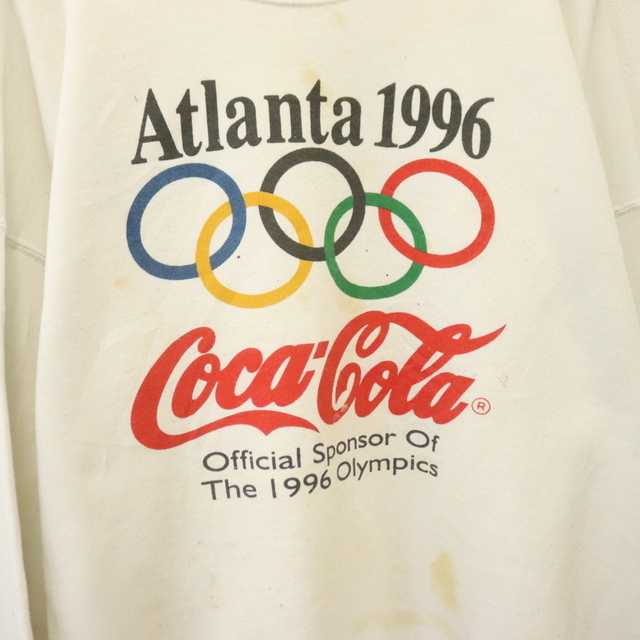 Atlanta 1996
Coca-Cola®
Official Sponsor Of
The 1996 Olympics